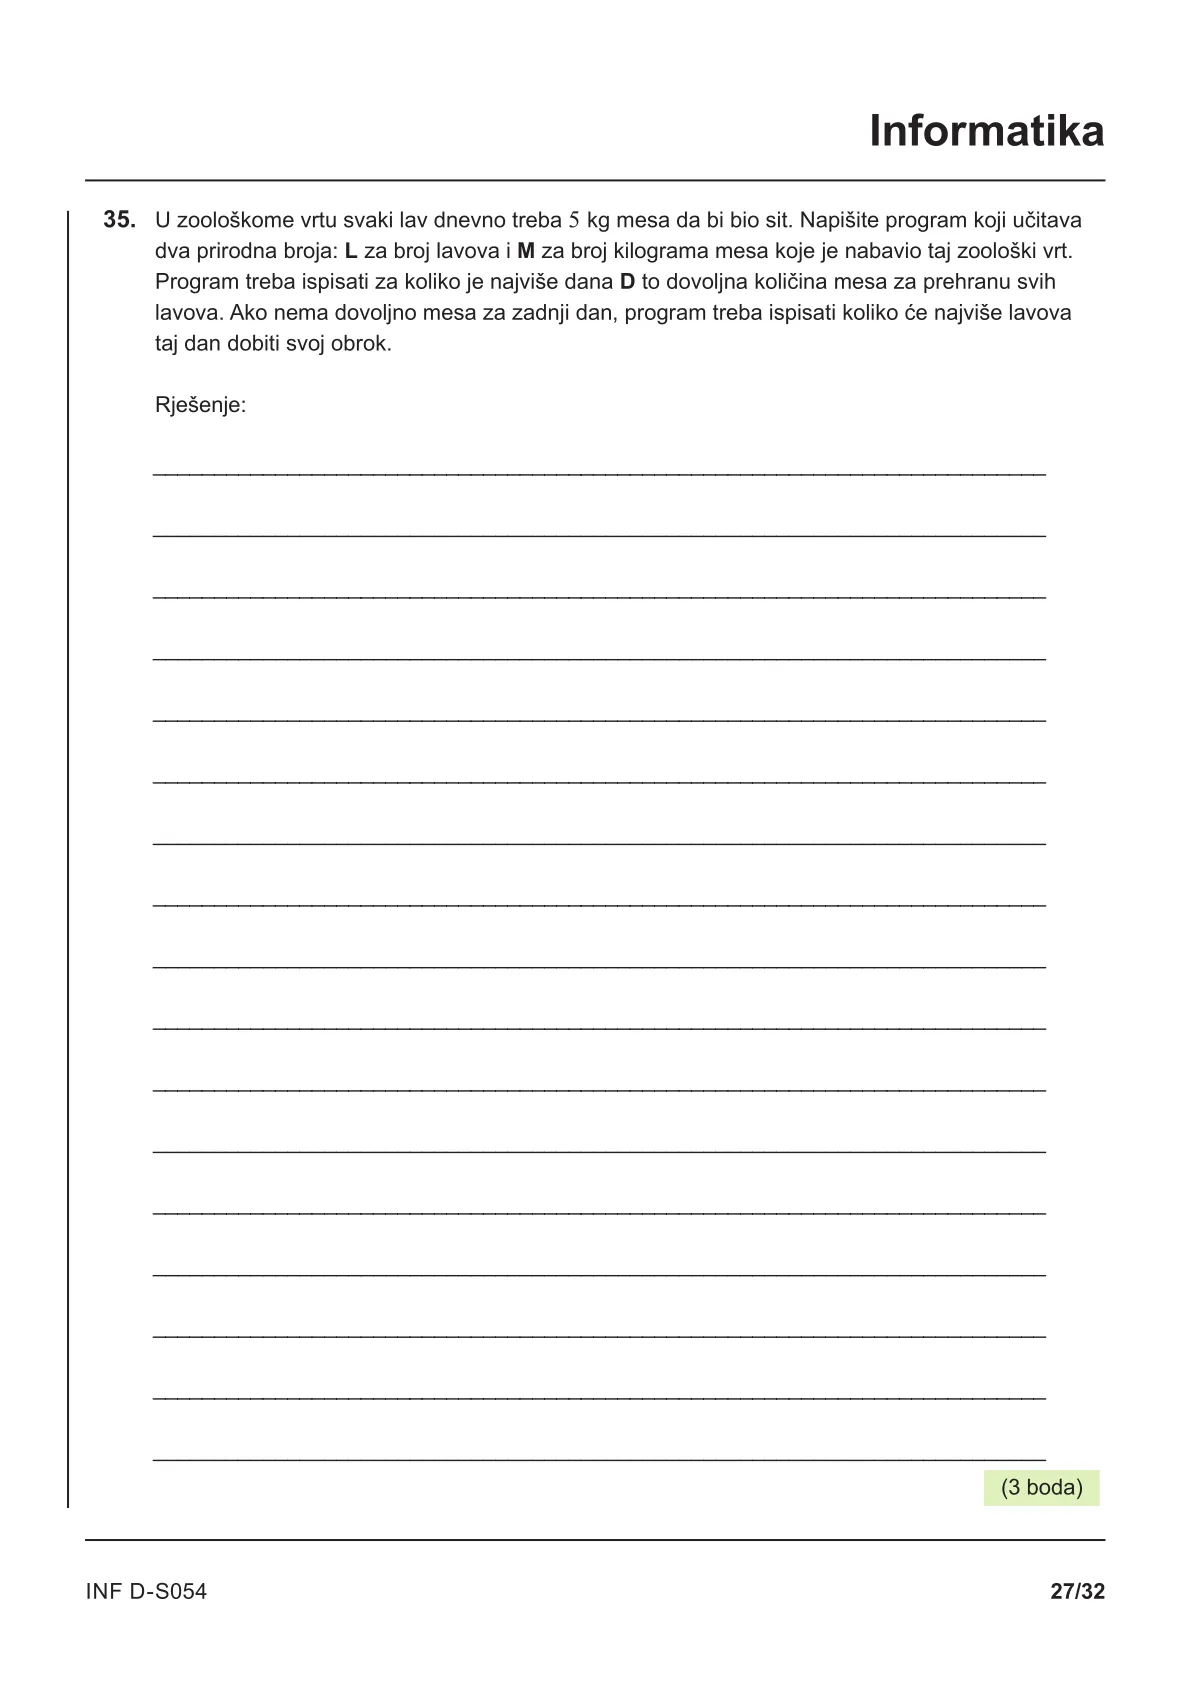 Informatika
35. U zoološkome vrtu svaki lav dnevno treba 5 kg mesa da bi bio sit. Napišite program koji učitava
dva prirodna broja: L za broj lavova i M za broj kilograma mesa koje je nabavio taj zoološki vrt.
Program treba ispisati za koliko je najviše dana D to dovoljna količina mesa za prehranu svih
lavova. Ako nema dovoljno mesa za zadnji dan, program treba ispisati koliko će najviše lavova
taj dan dobiti svoj obrok.
Rješenje:
(3 boda)
INF D-S054
27/32